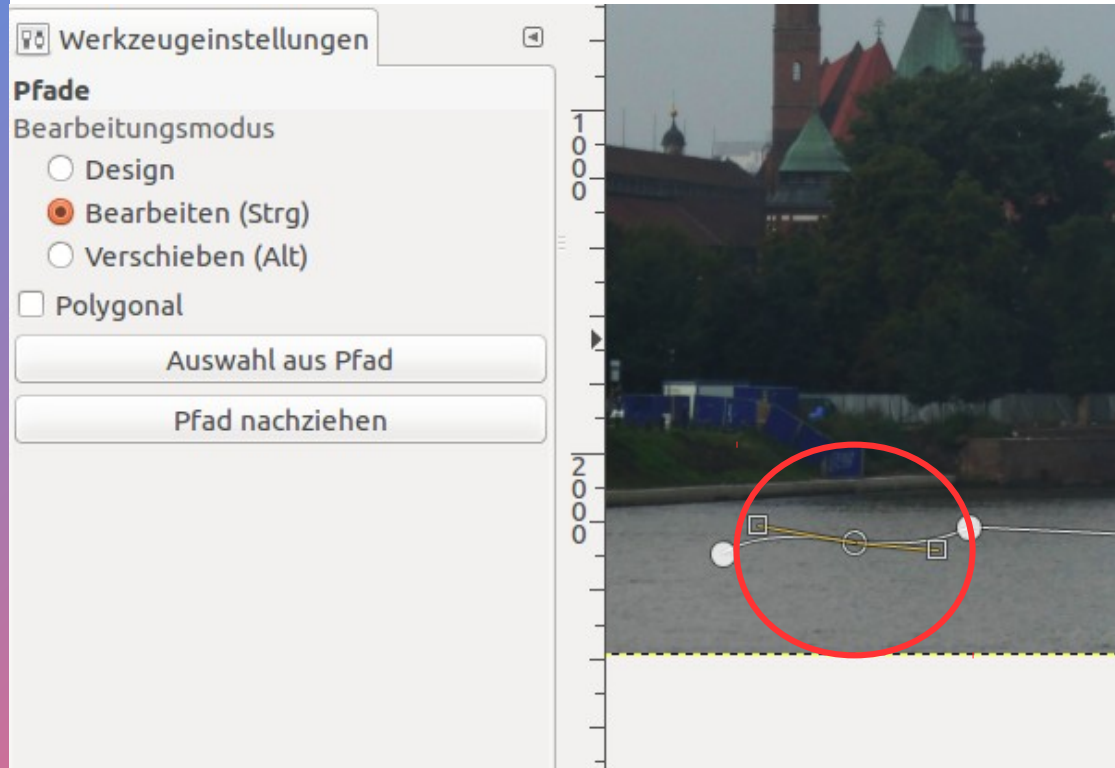 Werkzeugeinstellungen
Pfade
Bearbeitungsmodus
Design
Bearbeiten (Strg)
Verschieben (Alt)
Polygonal
Auswahl aus Pfad
Pfad nachziehen
1000
2000